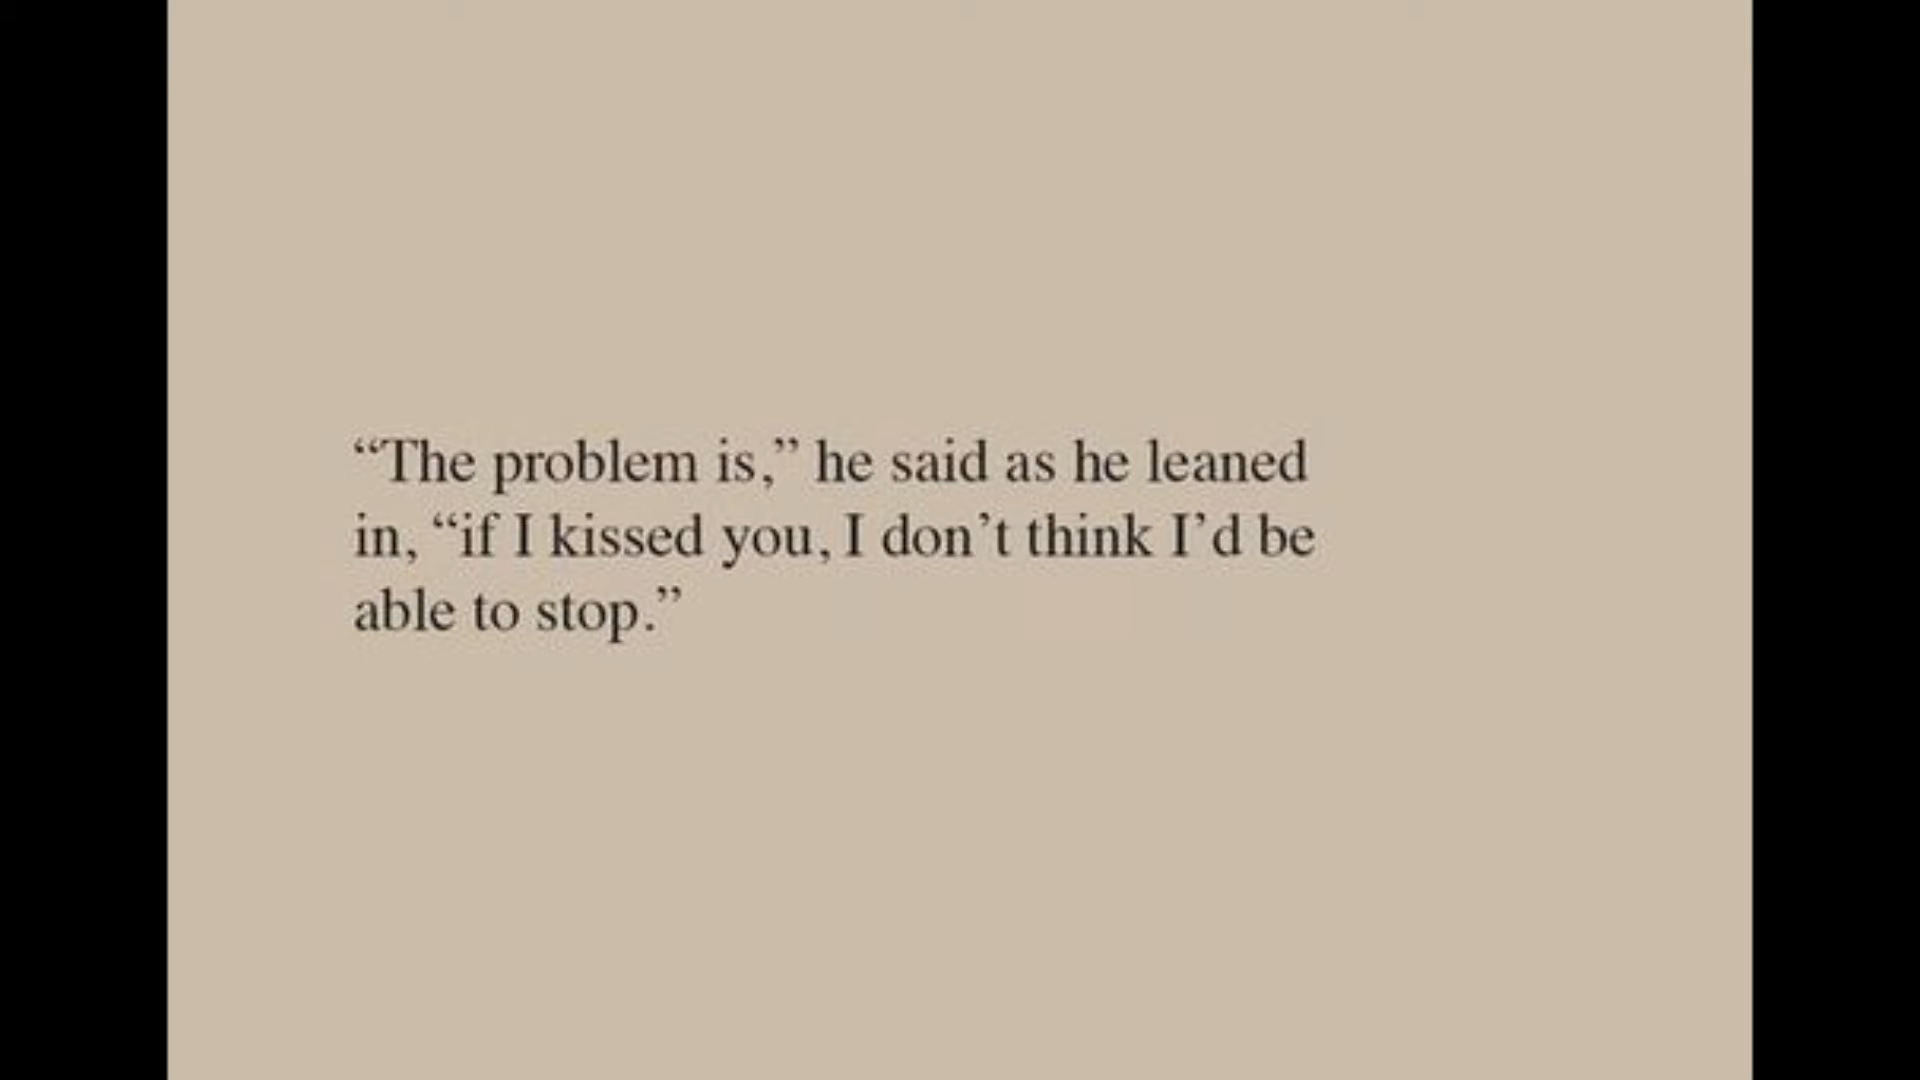 “The problem is,” he said as he leaned
in, “if I kissed you, I don’t think I’d be
able to stop.”